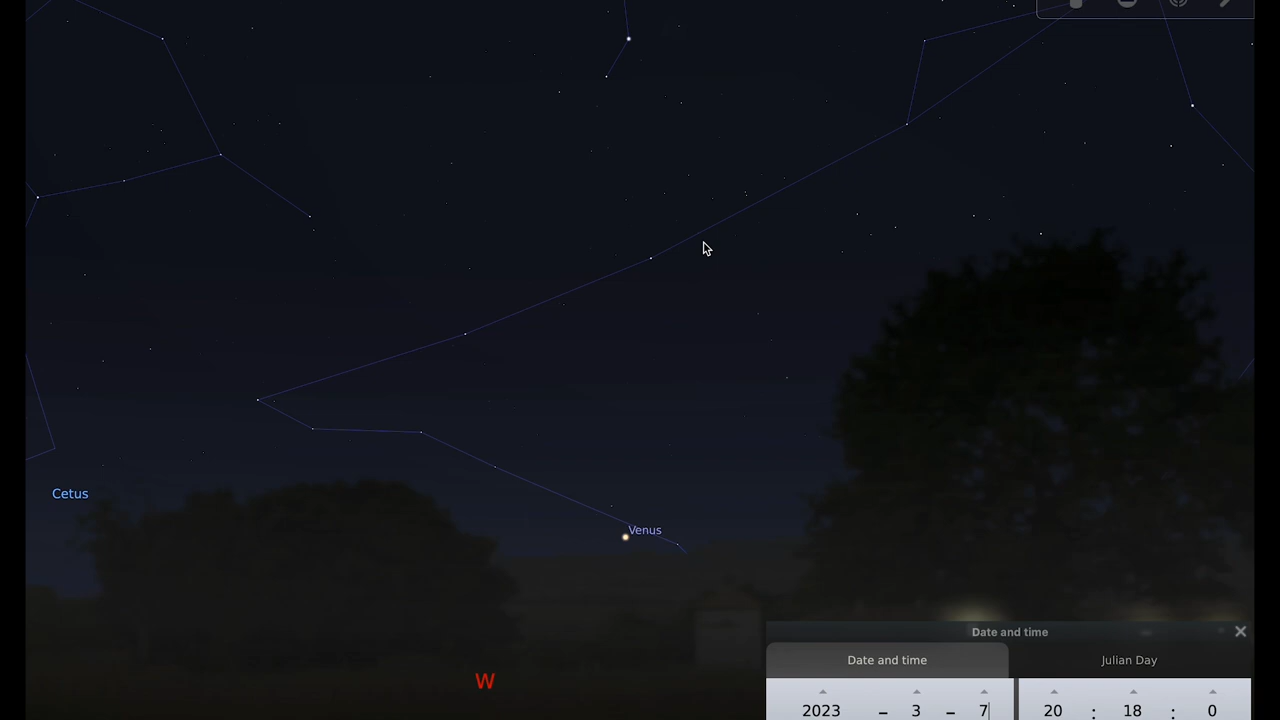 Cetus
Venus
W
Date and time
Date and time Julian Day
2023 – 3 – 7 20 : 18 : 0